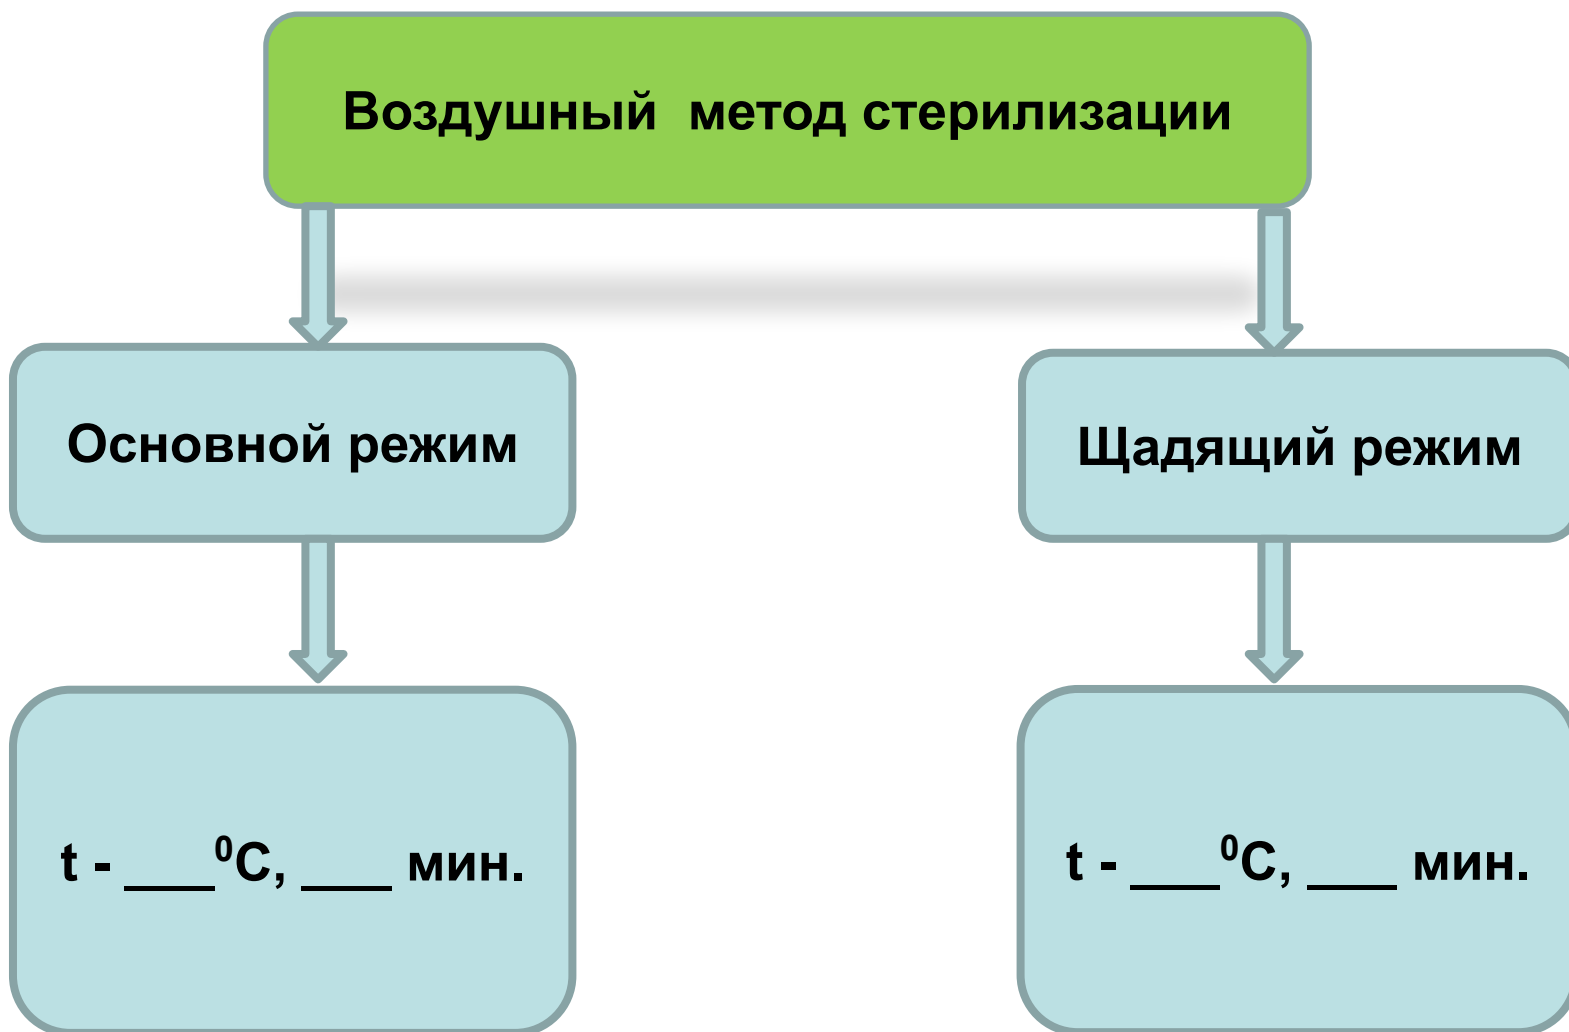 Воздушный  метод стерилизации
Основной режим
Щадящий режим
t - ___⁰С, ___ мин.
t - ___⁰С, ___ мин.